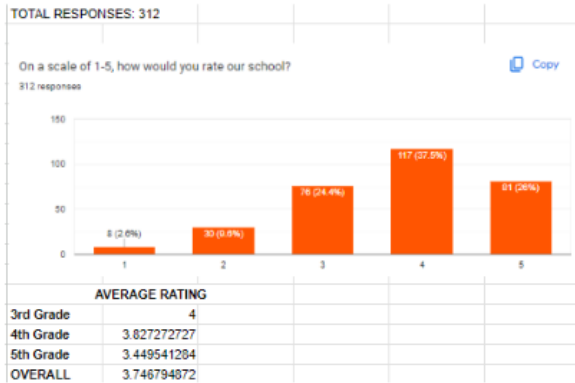 TOTAL RESPONSES: 312
On a scale of 1-5, how would you rate our school?
Copy
312 responses
150
100
50
0
8 (2.6%)
30 (9.6%)
76 (24.4%)
117 (37.5%)
81 (26%)
1 2 3 4 5
AVERAGE RATING
3rd Grade 4
4th Grade 3.827272727
5th Grade 3.449541284
OVERALL 3.746794872